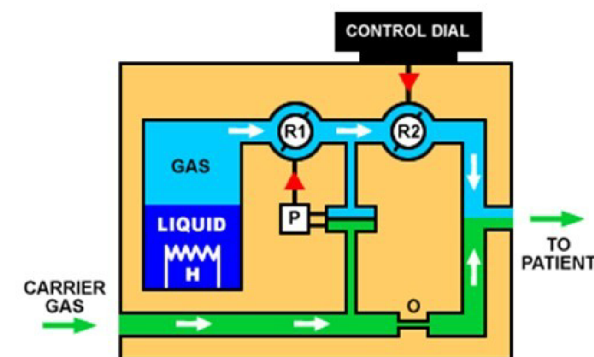 CONTROL DIAL
R1
R2
GAS
P
LIQUID
H
TO
PATIENT
CARRIER
GAS
O